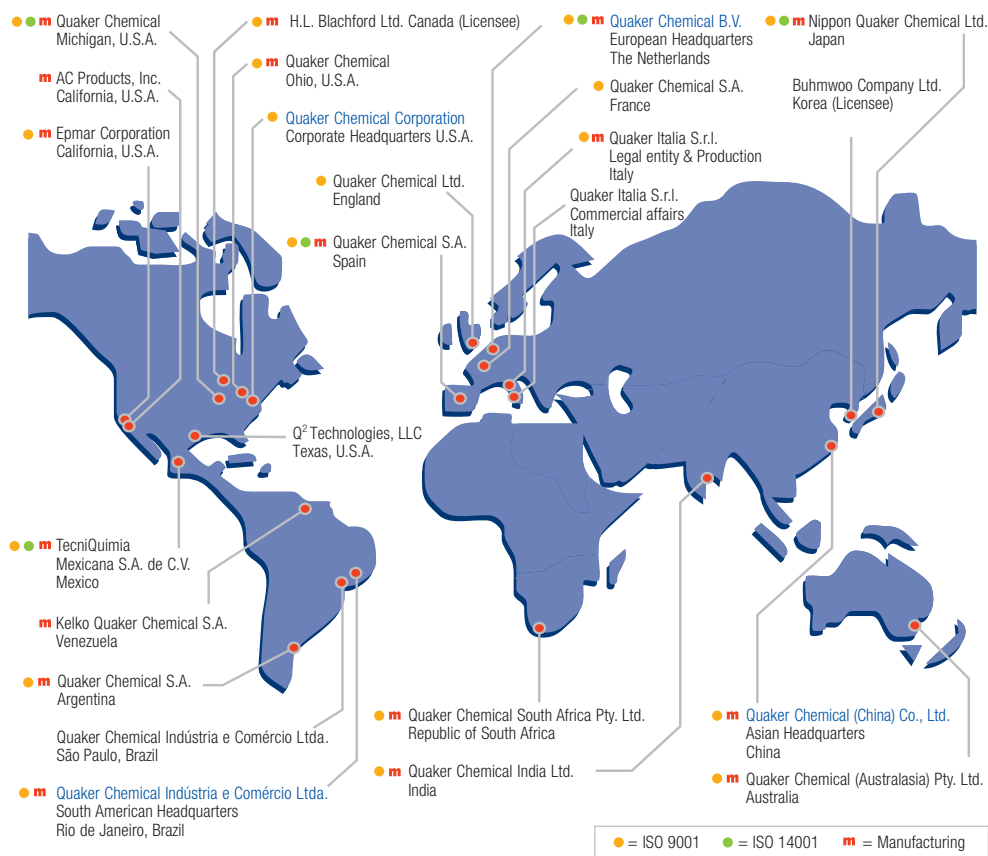 m Quaker Chemical
Michigan, U.S.A.
m AC Products, Inc.
California, U.S.A.
m Epmar Corporation
California, U.S.A.
m H.L. Blachford Ltd. Canada (Licensee)
m Quaker Chemical
Ohio, U.S.A.
Quaker Chemical Corporation
Corporate Headquarters U.S.A.
Quaker Chemical Ltd.
England
m Quaker Chemical S.A.
Spain
m Quaker Chemical B.V.
European Headquarters
The Netherlands
Quaker Chemical S.A.
France
m Quaker Italia S.r.l.
Legal entity & Production
Italy
Quaker Italia S.r.l.
Commercial affairs
Italy
m Nippon Quaker Chemical Ltd.
Japan
Buhmwoo Company Ltd.
Korea (Licensee)
Q2 Technologies, LLC
Texas, U.S.A.
m TecniQuimia
Mexicana S.A. de C.V.
Mexico
m Kelko Quaker Chemical S.A.
Venezuela
m Quaker Chemical S.A.
Argentina
Quaker Chemical Indústria e Comércio Ltda.
São Paulo, Brazil
m Quaker Chemical Indústria e Comércio Ltda.
South American Headquarters
Rio de Janeiro, Brazil
m Quaker Chemical South Africa Pty. Ltd.
Republic of South Africa
m Quaker Chemical India Ltd.
India
m Quaker Chemical (China) Co., Ltd.
Asian Headquarters
China
m Quaker Chemical (Australasia) Pty. Ltd.
Australia
= ISO 9001 = ISO 14001 m = Manufacturing